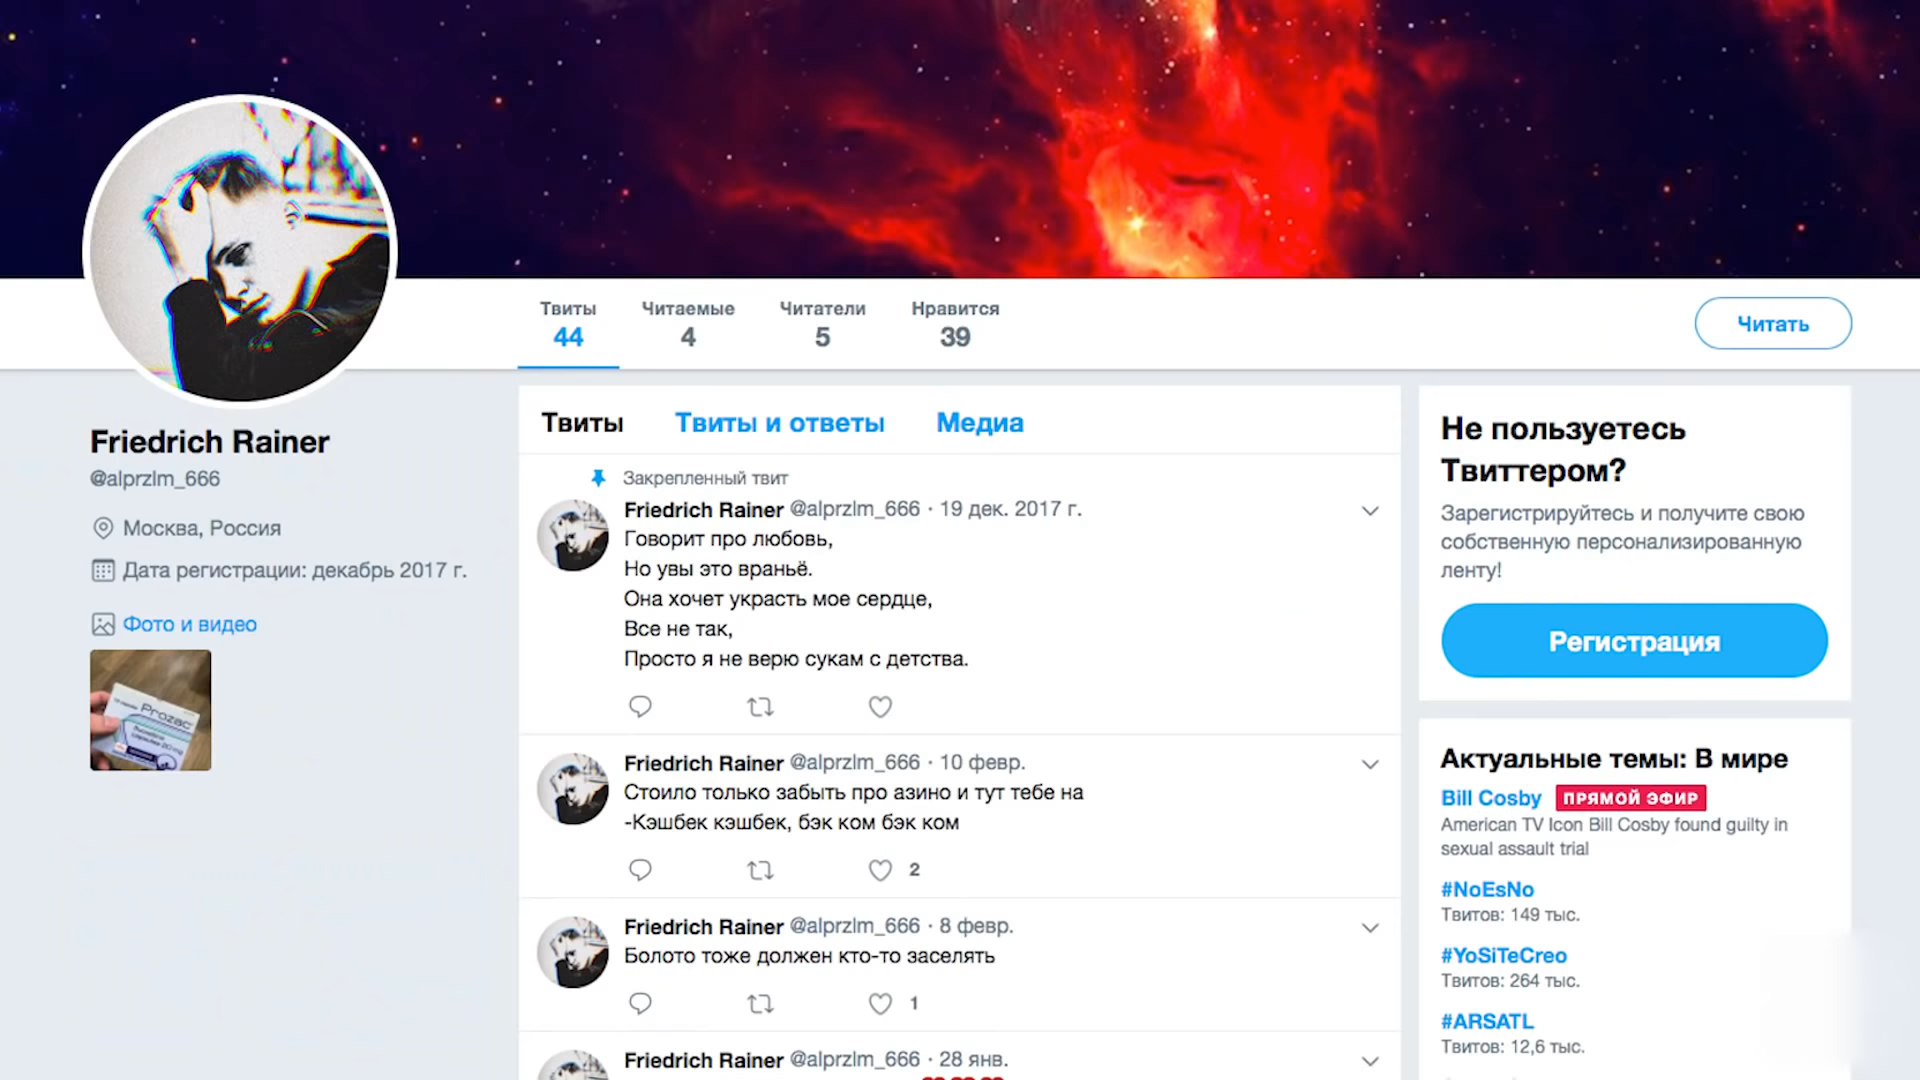 Твиты
44
Читаемые
4
Читатели
5
Нравится
39
Читать
Friedrich Rainer
@alprzlm_666
Москва, Россия
Дата регистрации: декабрь 2017 г.
Фото и видео
Prozac
Твиты
Твиты и ответы
Медиа
Закрепленный твит
Friedrich Rainer @alprzlm_666 · 19 дек. 2017 г.
Говорит про любовь,
Но увы это враньё.
Она хочет украсть мое сердце,
Все не так,
Просто я не верю сукам с детства.
Friedrich Rainer @alprzlm_666 · 10 февр.
Стоило только забыть про азино и тут тебе на
-Кэшбек кэшбек, бэк ком бэк ком
2
Friedrich Rainer @alprzlm_666 · 8 февр.
Болото тоже должен кто-то заселять
1
Friedrich Rainer @alprzlm_666 · 28 янв.
Не пользуетесь
Твиттером?
Зарегистрируйтесь и получите свою
собственную персонализированную
ленту!
Регистрация
Актуальные темы: В мире
Bill Cosby ПРЯМОЙ ЭФИР
American TV Icon Bill Cosby found guilty in
sexual assault trial
#NoEsNo
Твитов: 149 тыс.
#YoSiTeCreo
Твитов: 264 тыс.
#ARSATL
Твитов: 12,6 тыс.